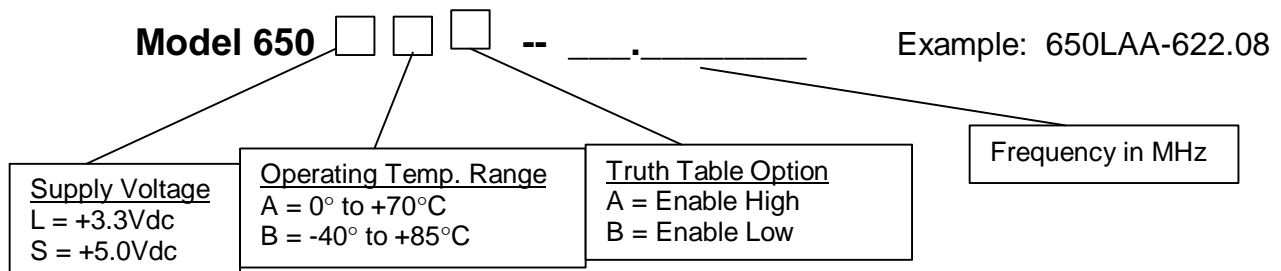 Model 650 □ □ □ -- ___.________ Example: 650LAA-622.08
Supply Voltage
L = +3.3Vdc
S = +5.0Vdc
Operating Temp. Range
A = 0° to +70°C
B = -40° to +85°C
Truth Table Option
A = Enable High
B = Enable Low
Frequency in MHz